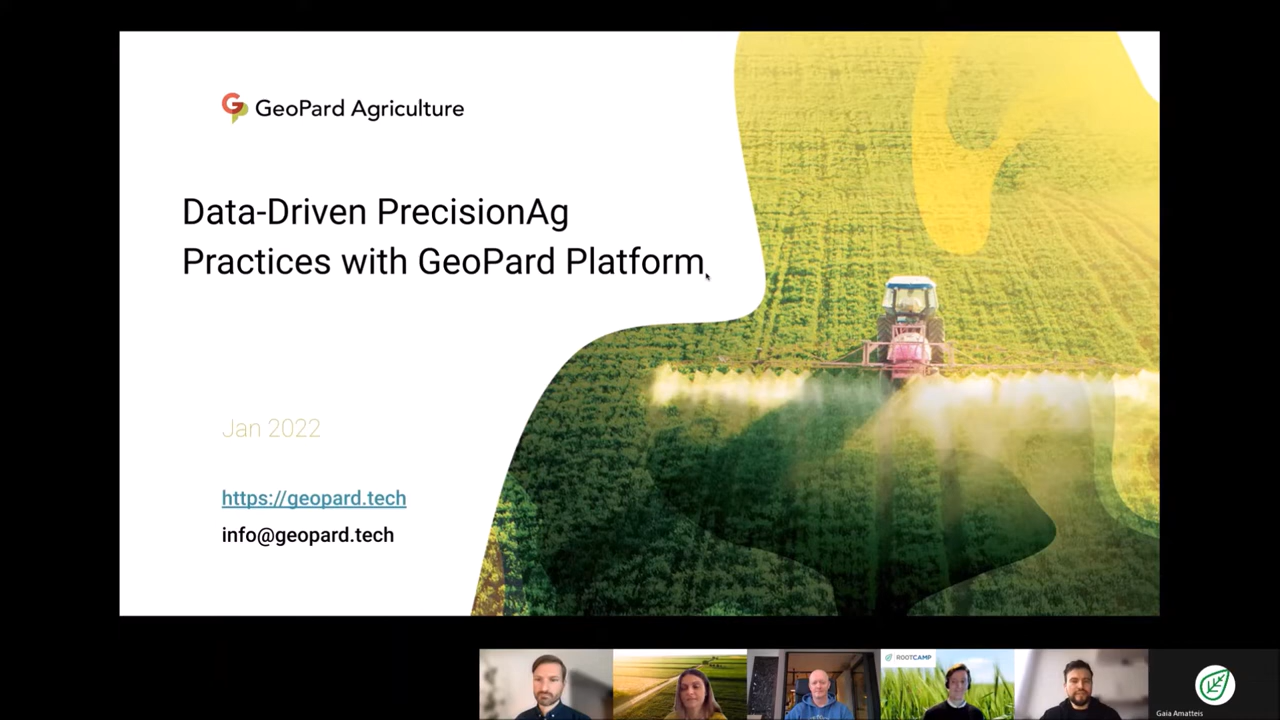 GeoPard Agriculture
Data-Driven PrecisionAg
Practices with GeoPard Platform
Jan 2022
https://geopard.tech
info@geopard.tech
ROOTCAMP
Gaia Amatteis